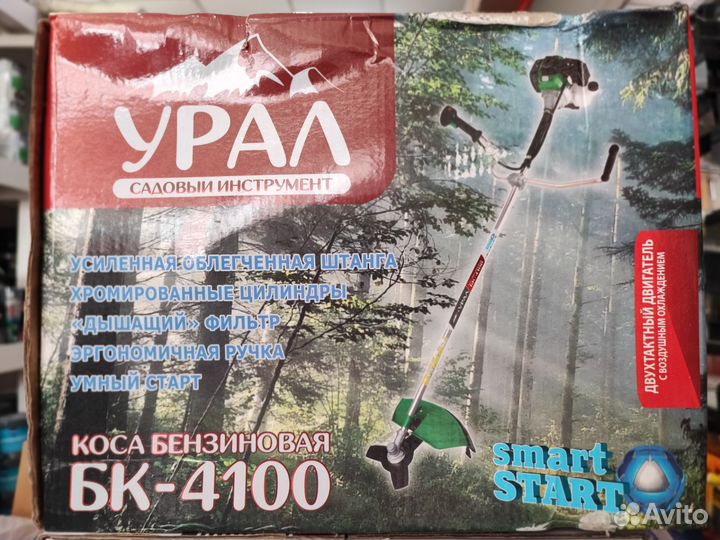 УРАЛ
САДОВЫЙ ИНСТРУМЕНТ
УСИЛЕННАЯ ОБЛЕГЧЕННАЯ ШТАНГА
ХРОМИРОВАННЫЕ ЦИЛИНДРЫ
«ДЫШАЩИЙ» ФИЛЬТР
ЭРГОНОМИЧНАЯ РУЧКА
УМНЫЙ СТАРТ
КОСА БЕНЗИНОВАЯ
БК-4100
ДВУХТАКТНЫЙ ДВИГАТЕЛЬ
С ВОЗДУШНЫМ ОХЛАЖДЕНИЕМ
smart
START
Avito